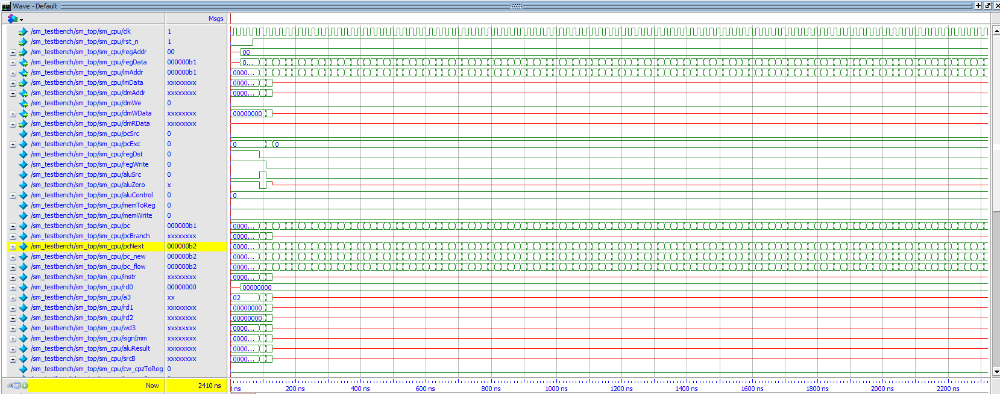 Wave - Default
Msgs
/sm_testbench/sm_top/sm_cpu/clk 1
/sm_testbench/sm_top/sm_cpu/rst_n 1
/sm_testbench/sm_top/sm_cpu/regAddr 00 00
/sm_testbench/sm_top/sm_cpu/regData 000000b1 0...
/sm_testbench/sm_top/sm_cpu/imAddr 000000b1 0000...
/sm_testbench/sm_top/sm_cpu/imData xxxxxxxx 0000...
/sm_testbench/sm_top/sm_cpu/dmAddr xxxxxxxx 0000...
/sm_testbench/sm_top/sm_cpu/dmWe 0
/sm_testbench/sm_top/sm_cpu/dmWData xxxxxxxx 00000000
/sm_testbench/sm_top/sm_cpu/dmRData xxxxxxxx
/sm_testbench/sm_top/sm_cpu/pcSrc 0
/sm_testbench/sm_top/sm_cpu/pcExc 0 0 0
/sm_testbench/sm_top/sm_cpu/regDst 0
/sm_testbench/sm_top/sm_cpu/regWrite 0
/sm_testbench/sm_top/sm_cpu/aluSrc 0
/sm_testbench/sm_top/sm_cpu/aluZero x
/sm_testbench/sm_top/sm_cpu/aluControl 0 0
/sm_testbench/sm_top/sm_cpu/memToReg 0
/sm_testbench/sm_top/sm_cpu/memWrite 0
/sm_testbench/sm_top/sm_cpu/pc 000000b1 0000...
/sm_testbench/sm_top/sm_cpu/pcBranch xxxxxxxx 0000...
/sm_testbench/sm_top/sm_cpu/pcNext 000000b2 0000...
/sm_testbench/sm_top/sm_cpu/pc_new 000000b2 0000...
/sm_testbench/sm_top/sm_cpu/pc_flow 000000b2 0000...
/sm_testbench/sm_top/sm_cpu/instr xxxxxxxx 0000...
/sm_testbench/sm_top/sm_cpu/rd0 00000000 00000000
/sm_testbench/sm_top/sm_cpu/a3 xx 02
/sm_testbench/sm_top/sm_cpu/rd1 xxxxxxxx 00000000
/sm_testbench/sm_top/sm_cpu/rd2 xxxxxxxx 00000000
/sm_testbench/sm_top/sm_cpu/wd3 xxxxxxxx 0000...
/sm_testbench/sm_top/sm_cpu/signImm xxxxxxxx 0000...
/sm_testbench/sm_top/sm_cpu/aluResult xxxxxxxx 0000...
/sm_testbench/sm_top/sm_cpu/srcB xxxxxxxx 0000...
/sm_testbench/sm_top/sm_cpu/cw_cpzToReg 0
Now 2410 ns ns 200 ns 400 ns 600 ns 800 ns 1000 ns 1200 ns 1400 ns 1600 ns 1800 ns 2000 ns 2200 ns